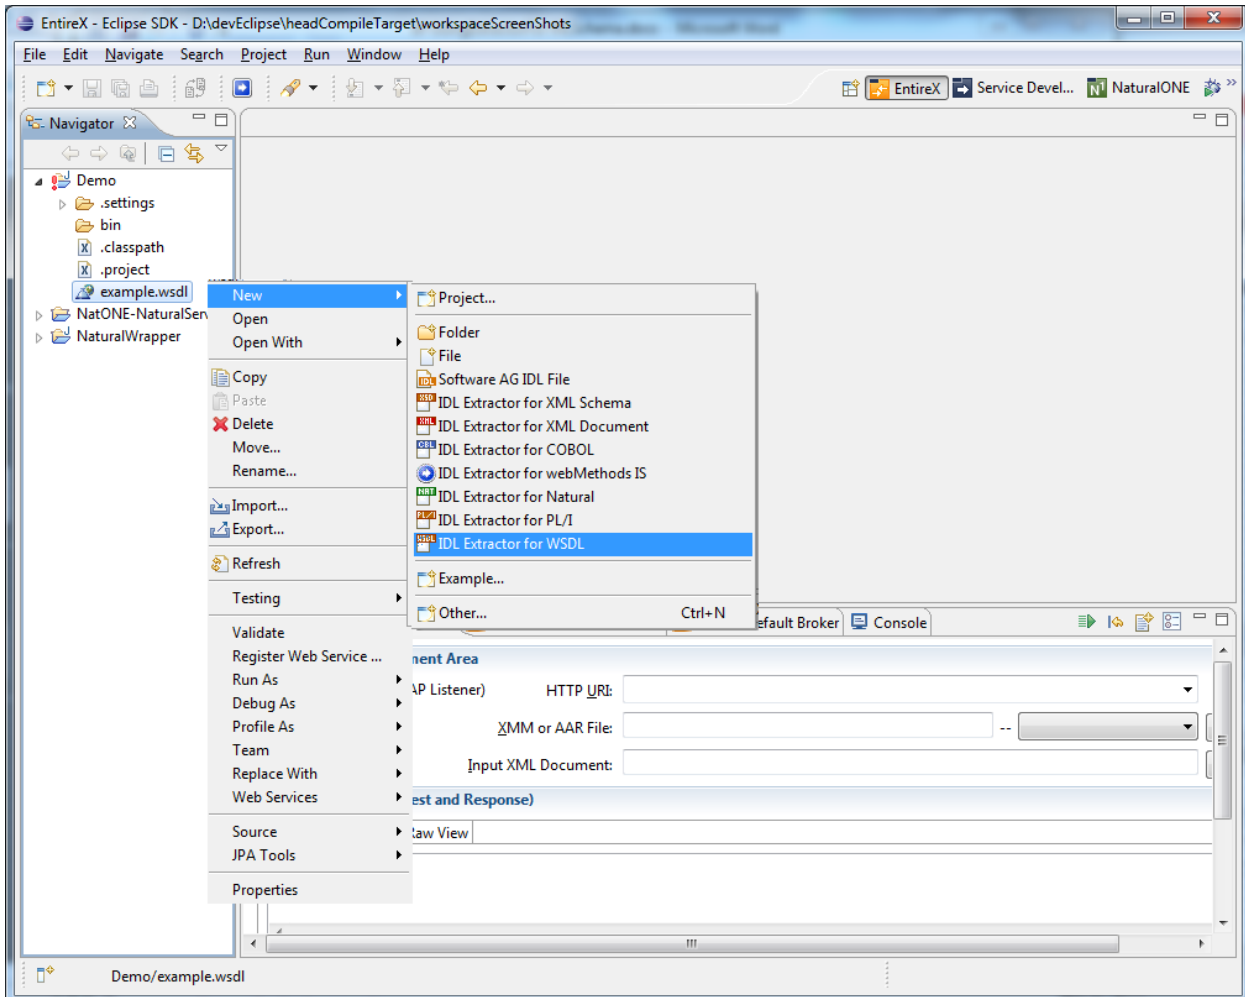 EntireX - Eclipse SDK - D:\devEclipse\headCompileTarget\workspaceScreenShots
File Edit Navigate Search Project Run Window Help
EntireX Service Devel... NaturalONE
Navigator
Demo
.settings
bin
.classpath
.project
example.wsdl
NatONE-NaturalServ
NaturalWrapper
New
Open
Open With
Copy
Paste
Delete
Move...
Rename...
Import...
Export...
Refresh
Testing
Validate
Register Web Service ...
Run As
Debug As
Profile As
Team
Replace With
Web Services
Source
JPA Tools
Properties
Project...
Folder
File
Software AG IDL File
IDL Extractor for XML Schema
IDL Extractor for XML Document
IDL Extractor for COBOL
IDL Extractor for webMethods IS
IDL Extractor for Natural
IDL Extractor for PL/I
IDL Extractor for WSDL
Example...
Other... Ctrl+N
efault Broker Console
ment Area
AP Listener) HTTP URI:
XMM or AAR File: --
Input XML Document:
est and Response)
Raw View
Demo/example.wsdl